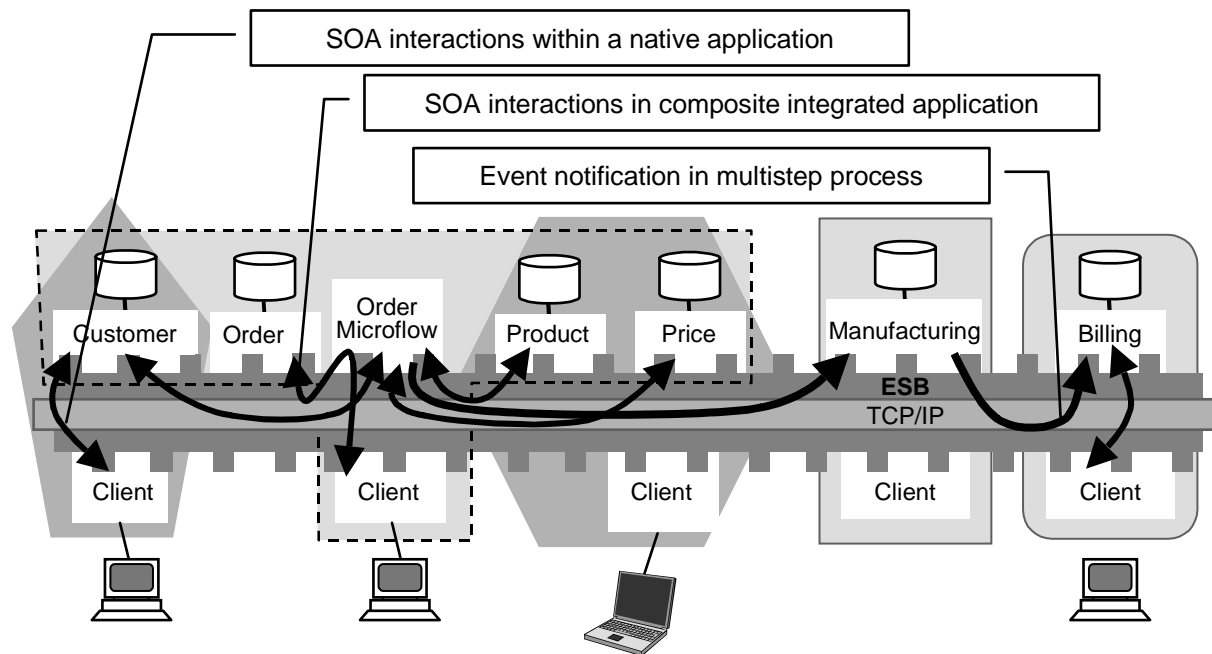 SOA interactions within a native application
SOA interactions in composite integrated application
Event notification in multistep process
Customer
Order
Order
Microflow
Product
Price
Manufacturing
Billing
ESB
TCP/IP
Client
Client
Client
Client
Client